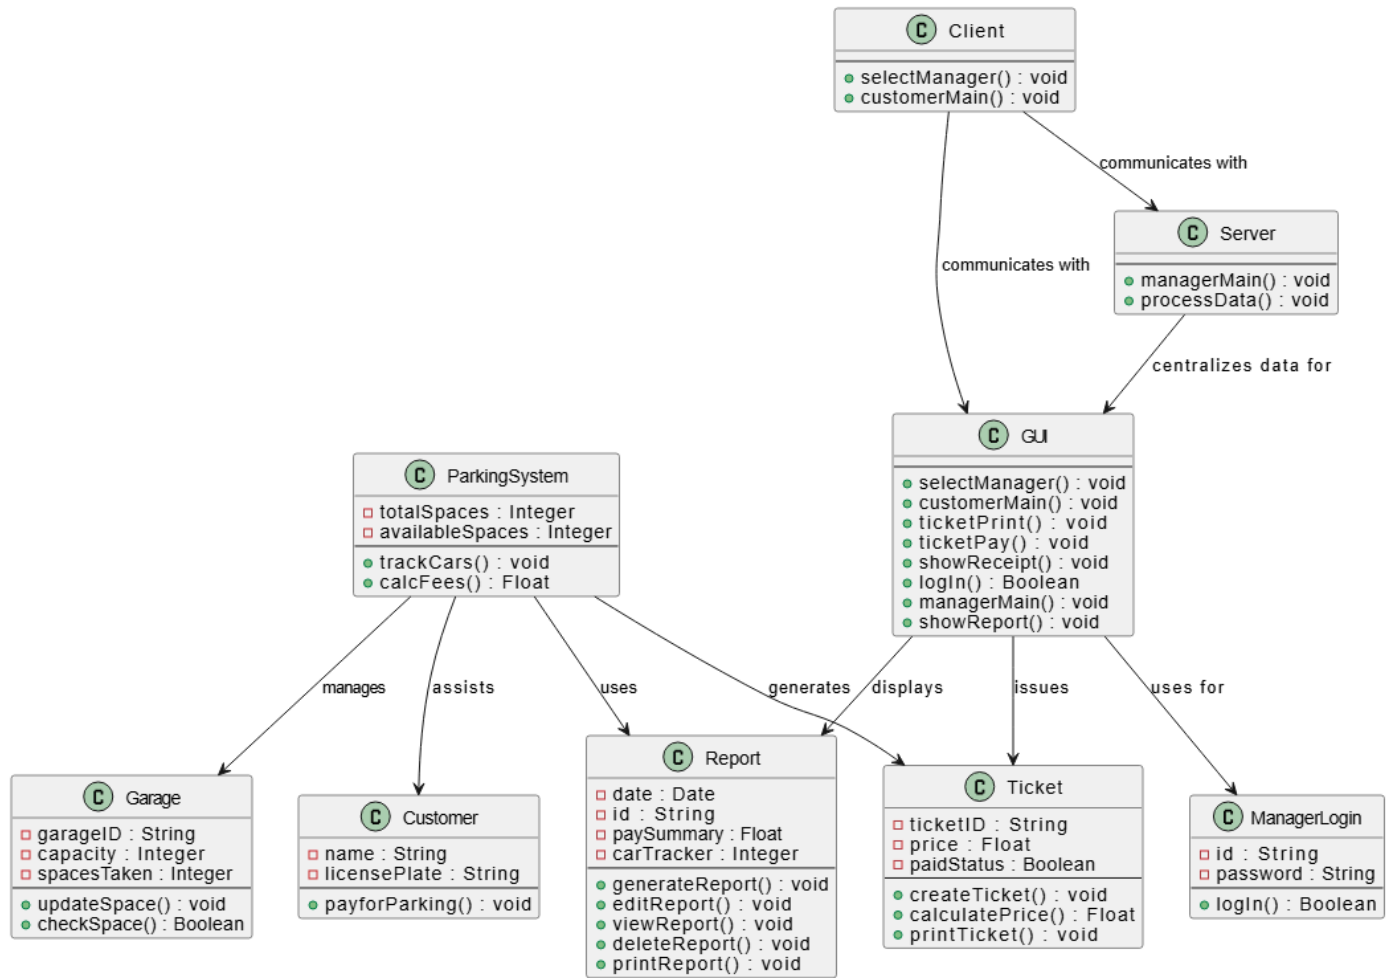 C Client
selectManager() : void
customerMain() : void
communicates with
C Server
managerMain() : void
processData() : void
communicates with
centralizes data for
C GUI
selectManager() : void
customerMain() : void
ticketPrint() : void
ticketPay() : void
showReceipt() : void
logIn() : Boolean
managerMain() : void
showReport() : void
C ParkingSystem
totalSpaces : Integer
availableSpaces : Integer
trackCars() : void
calcFees() : Float
manages
assists
uses
generates
displays
issues
uses for
C Garage
garageID : String
capacity : Integer
spacesTaken : Integer
updateSpace() : void
checkSpace() : Boolean
C Customer
name : String
licensePlate : String
payforParking() : void
C Report
date : Date
id : String
paySummary : Float
carTracker : Integer
generateReport() : void
editReport() : void
viewReport() : void
deleteReport() : void
printReport() : void
C Ticket
ticketID : String
price : Float
paidStatus : Boolean
createTicket() : void
calculatePrice() : Float
printTicket() : void
C ManagerLogin
id : String
password : String
logIn() : Boolean